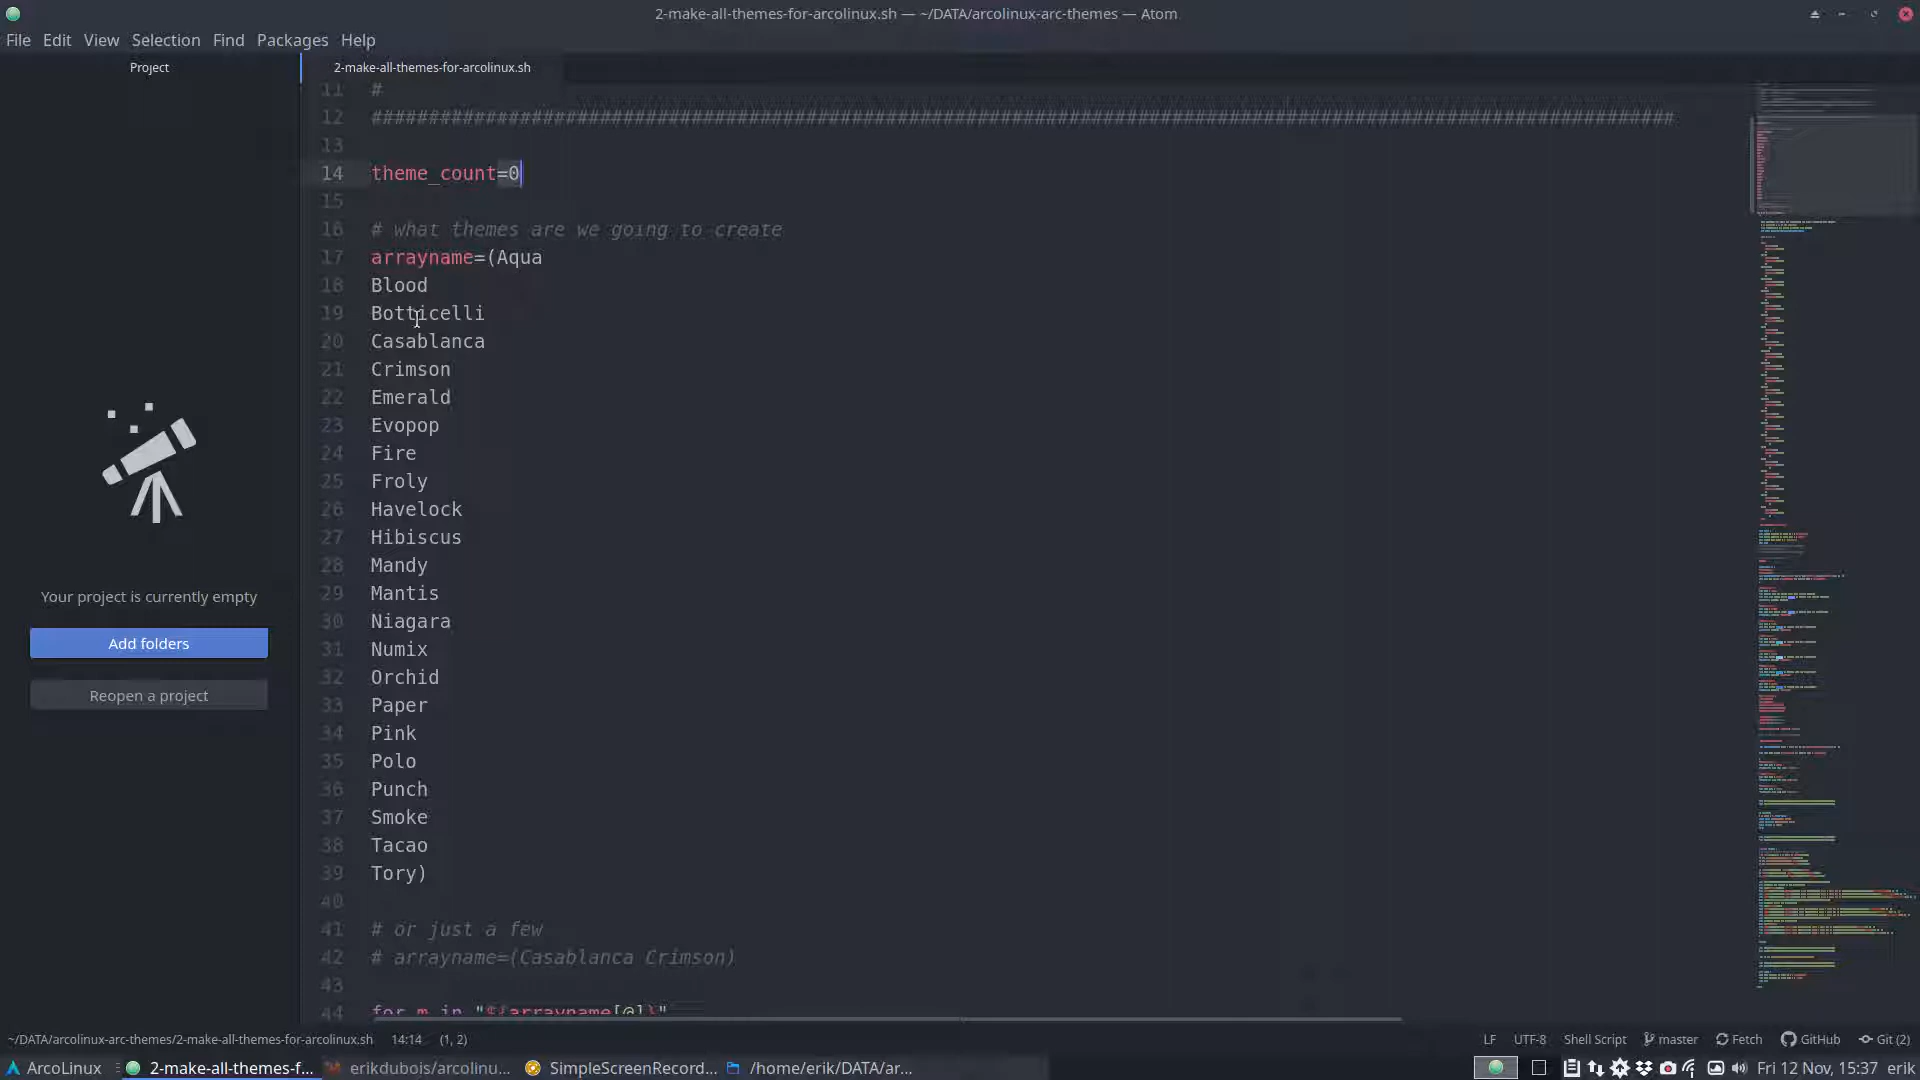 2-make-all-themes-for-arcolinux.sh — ~/DATA/arcolinux-arc-themes — Atom
File Edit View Selection Find Packages Help
Project
2-make-all-themes-for-arcolinux.sh
11 #
12
13
14 theme_count=0
15
16 # what themes are we going to create
17 arrayname=(Aqua
18 Blood
19 Botticelli
20 Casablanca
21 Crimson
22 Emerald
23 Evopop
24 Fire
25 Froly
26 Havelock
27 Hibiscus
28 Mandy
29 Mantis
30 Niagara
31 Numix
32 Orchid
33 Paper
34 Pink
35 Polo
36 Punch
37 Smoke
38 Tacao
39 Tory)
40
41 # or just a few
42 # arrayname=(Casablanca Crimson)
43
44 for m in "${arrayname[@]}"
Your project is currently empty
Add folders
Reopen a project
~/DATA/arcolinux-arc-themes/2-make-all-themes-for-arcolinux.sh 14:14 (1, 2) LF UTF-8 Shell Script master Fetch GitHub Git (2)
ArcoLinux 2-make-all-themes-f... erikdubois/arcolinu... SimpleScreenRecord... /home/erik/DATA/ar... Fri 12 Nov, 15:37 erik